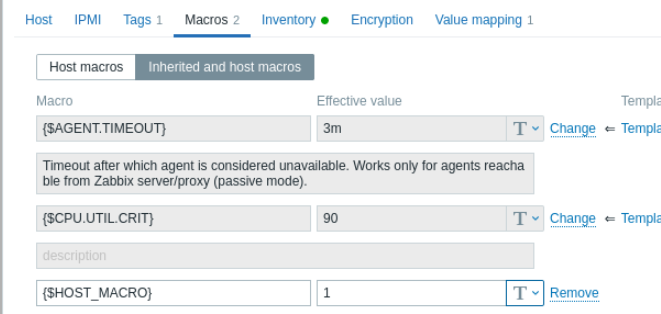 Host IPMI Tags 1 Macros 2 Inventory Encryption Value mapping 1
Host macros Inherited and host macros
Macro Effective value Templa
{$AGENT.TIMEOUT} 3m T Change ⇐ Templa
Timeout after which agent is considered unavailable. Works only for agents reacha
ble from Zabbix server/proxy (passive mode).
{$CPU.UTIL.CRIT} 90 T Change ⇐ Templa
description
{$HOST_MACRO} 1 T Remove